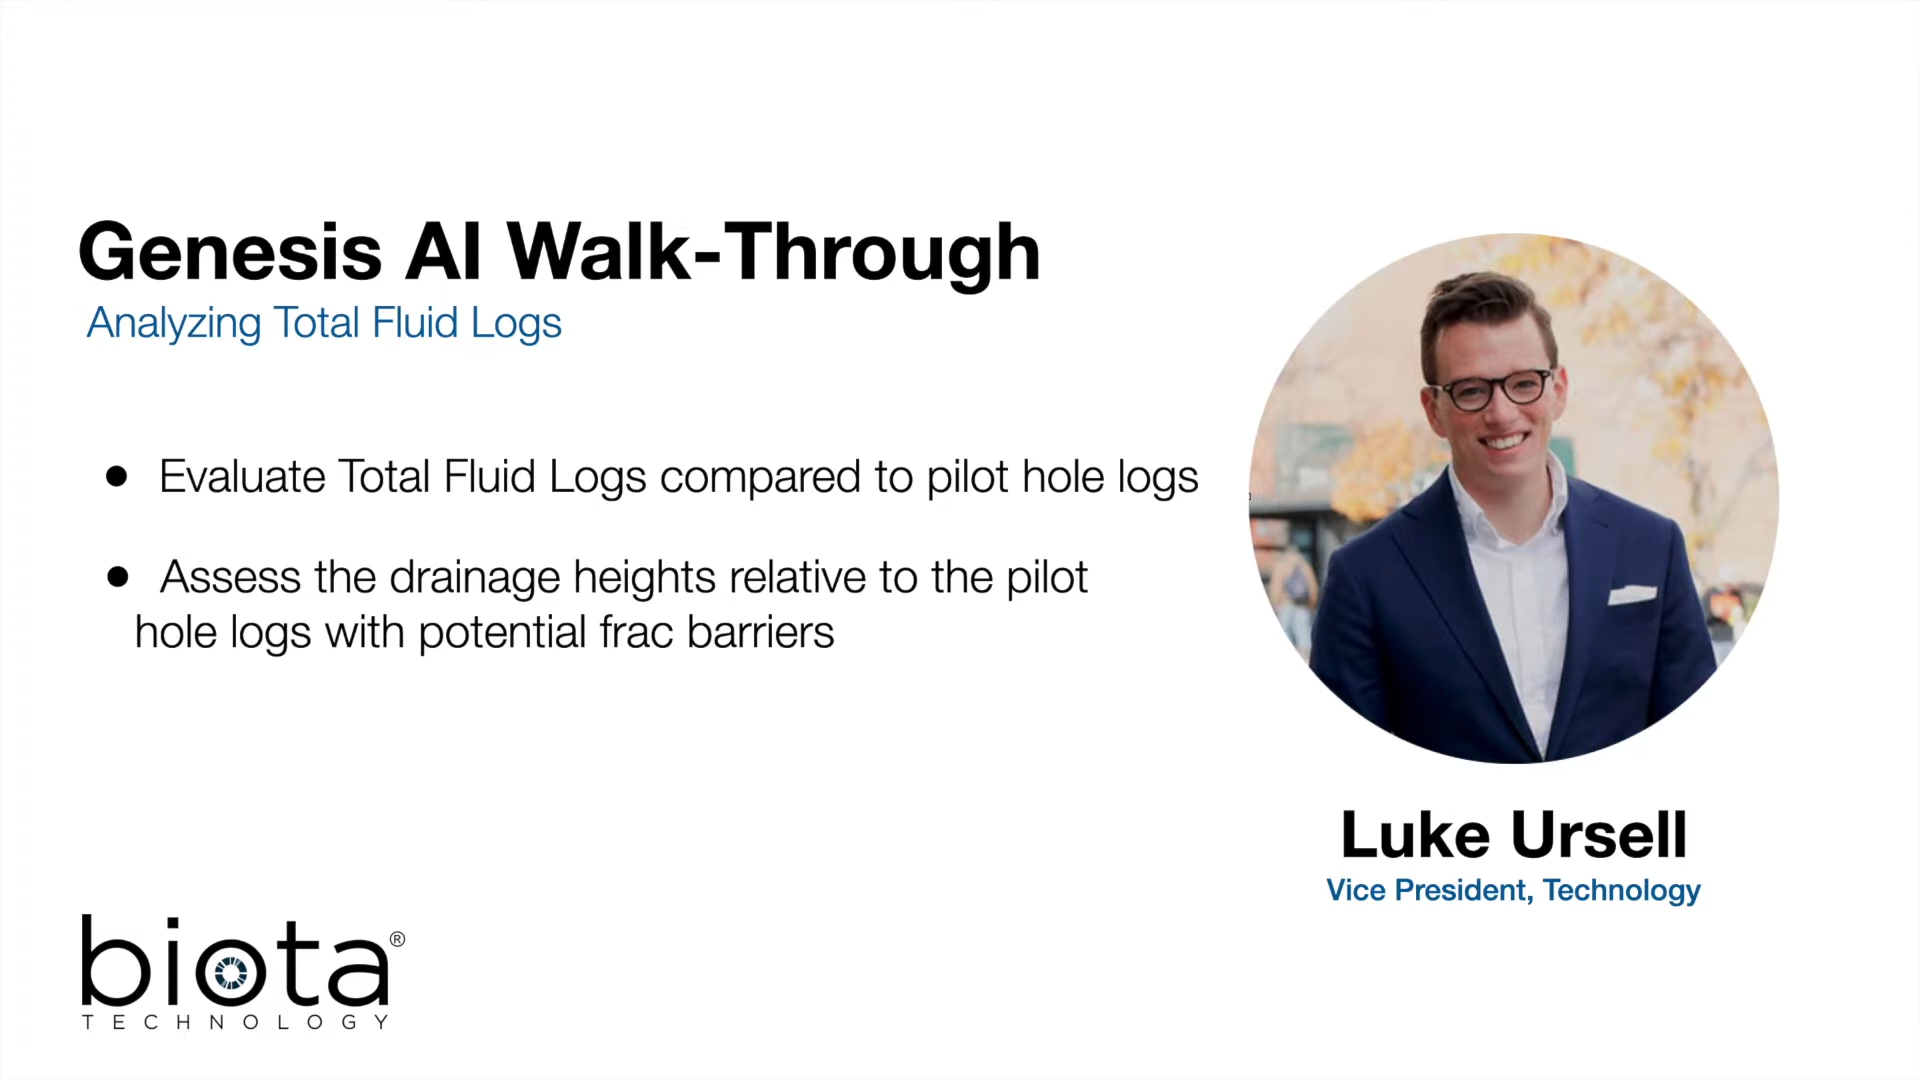 Genesis AI Walk-Through
Analyzing Total Fluid Logs
● Evaluate Total Fluid Logs compared to pilot hole logs
● Assess the drainage heights relative to the pilot
hole logs with potential frac barriers
Luke Ursell
Vice President, Technology
biota®
TECHNOLOGY